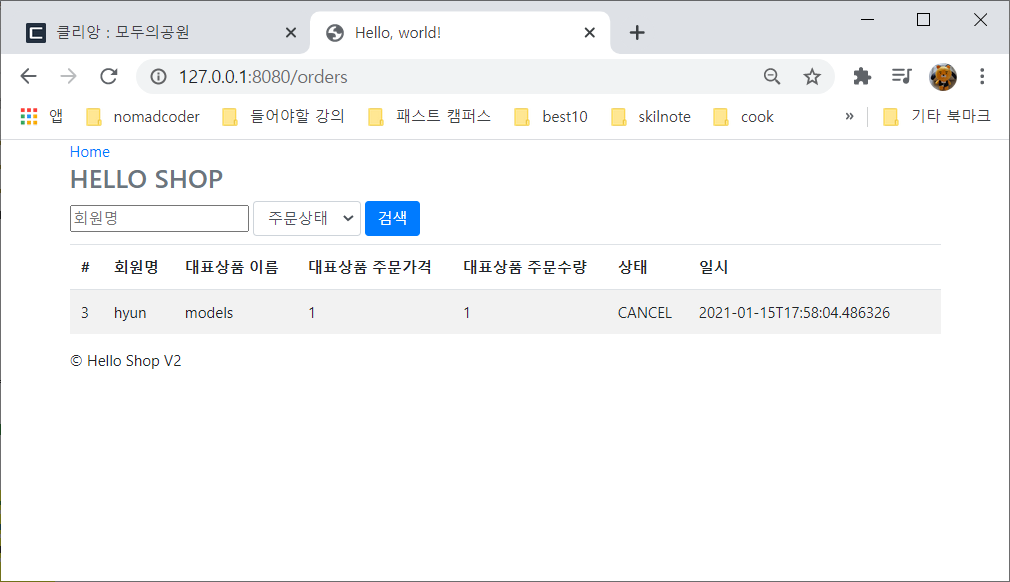 클리앙 : 모두의공원
Hello, world!
127.0.0.1:8080/orders
앱 nomadcoder 들어야할 강의 패스트 캠퍼스 best10 skilnote cook » 기타 북마크
Home
HELLO SHOP
회원명 주문상태 검색
# 회원명 대표상품 이름 대표상품 주문가격 대표상품 주문수량 상태 일시
3 hyun models 1 1 CANCEL 2021-01-15T17:58:04.486326
© Hello Shop V2